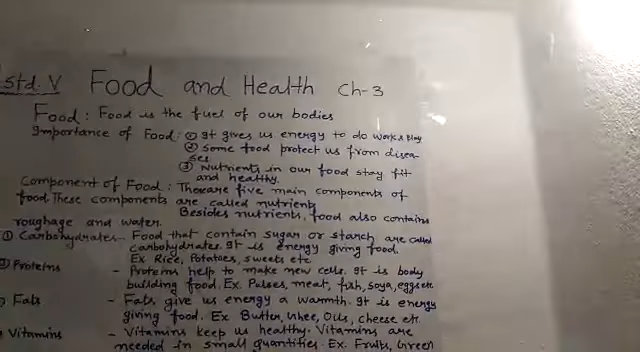 Std. V Food and Health Ch-3
Food : Food is the fuel of our bodies
Importance of Food : ① It gives us energy to do work & play
② Some food protect us from disea-
ses
③ Nutrients in our food stay fit
and healthy.
Component of Food : There are five main components of
food. These components are called nutrients
Besides nutrients, food also contains
roughage and water.
① Carbohydrates - Food that contain sugar or starch are called
carbohydrates. It is energy giving food.
Ex Rice, Potatoes, sweets etc
② Proteins - Proteins help to make new cells. It is body
building food. Ex. Pulses, meat, fish, soya, eggs etc
Fats - Fats give us energy & warmth. It is energy
giving food. Ex Butter, Ghee, Oils, cheese etc.
Vitamins - Vitamins keep us healthy. Vitamins are
needed in small quantities. Ex. Fruits, Green